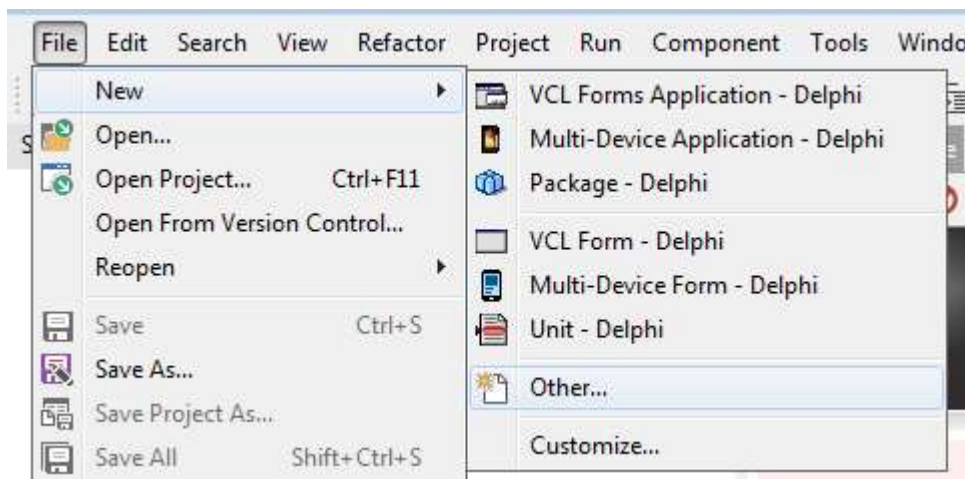 File Edit Search View Refactor Project Run Component Tools Windo
New
Open...
Open Project... Ctrl+F11
Open From Version Control...
Reopen
Save Ctrl+S
Save As...
Save Project As...
Save All Shift+Ctrl+S
VCL Forms Application - Delphi
Multi-Device Application - Delphi
Package - Delphi
VCL Form - Delphi
Multi-Device Form - Delphi
Unit - Delphi
Other...
Customize...